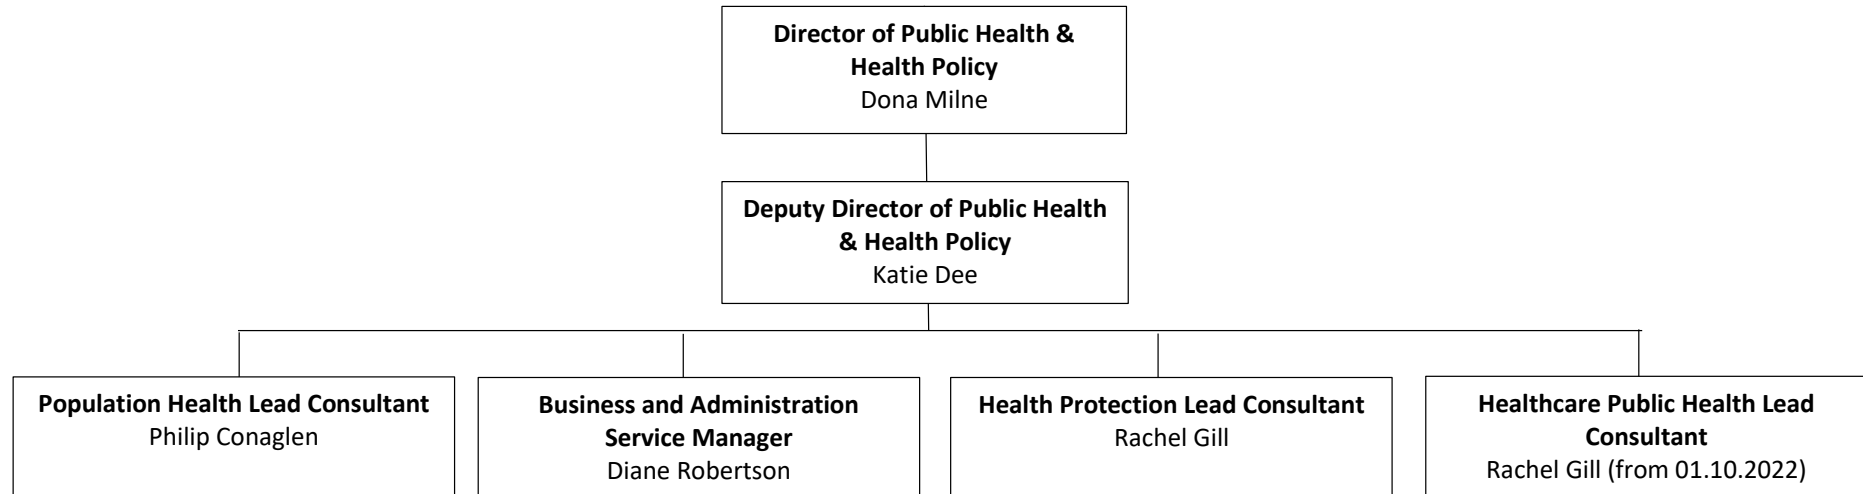 Director of Public Health &
Health Policy
Dona Milne
Deputy Director of Public Health
& Health Policy
Katie Dee
Population Health Lead Consultant
Philip Conaglen
Business and Administration
Service Manager
Diane Robertson
Health Protection Lead Consultant
Rachel Gill
Healthcare Public Health Lead
Consultant
Rachel Gill (from 01.10.2022)